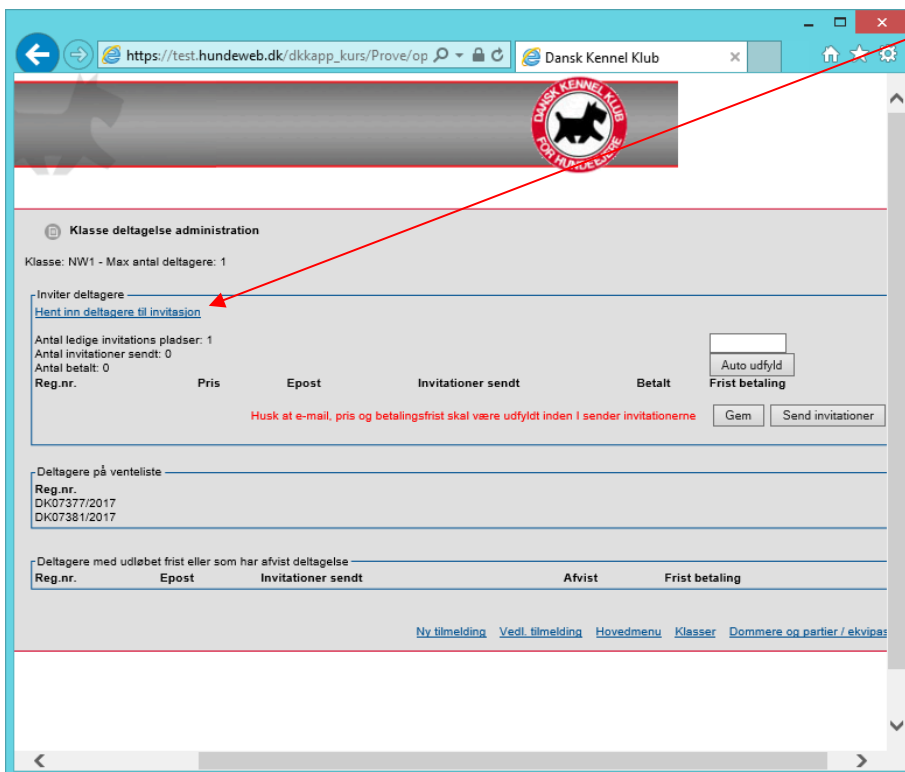 https://test.hundeweb.dk/dkkapp_kurs/Prove/op
Dansk Kennel Klub
DANSK KENNEL KLUB
FOR HUNDEEJERE
Klasse deltagelse administration
Klasse: NW1 - Max antal deltagere: 1
Inviter deltagere
Hent inn deltagere til invitasjon
Antal ledige invitations pladser: 1
Antal invitationer sendt: 0
Antal betalt: 0
Auto udfyld
Reg.nr. Pris Epost Invitationer sendt Betalt Frist betaling
Husk at e-mail, pris og betalingsfrist skal være udfyldt inden I sender invitationerne Gem Send invitationer
Deltagere på venteliste
Reg.nr.
DK07377/2017
DK07381/2017
Deltagere med udløbet frist eller som har afvist deltagelse
Reg.nr. Epost Invitationer sendt Afvist Frist betaling
Ny tilmelding Vedl. tilmelding Hovedmenu Klasser Dommere og partier / ekvipas